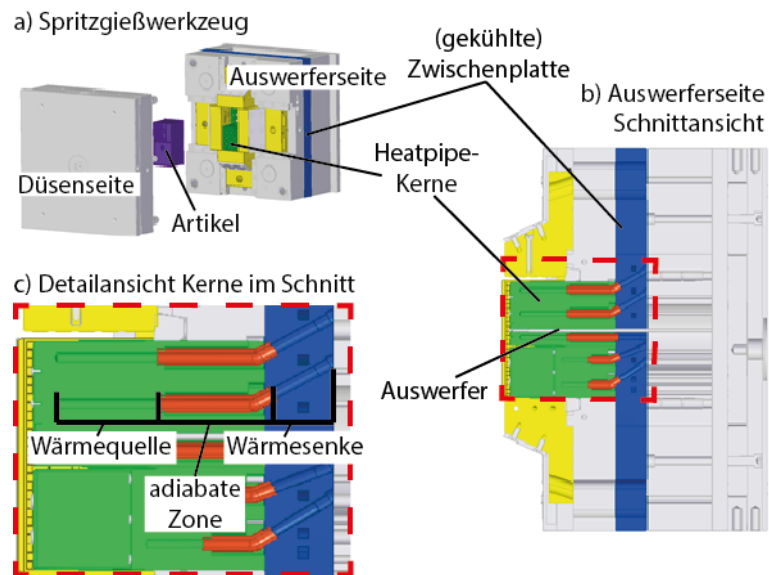 a) Spritzgießwerkzeug
(gekühlte)
Zwischenplatte
Auswerferseite
b) Auswerferseite
Schnittansicht
Heatpipe-
Kerne
Düsenseite
Artikel
c) Detailansicht Kerne im Schnitt
Auswerfer
Wärmequelle
Wärmesenke
adiabate
Zone